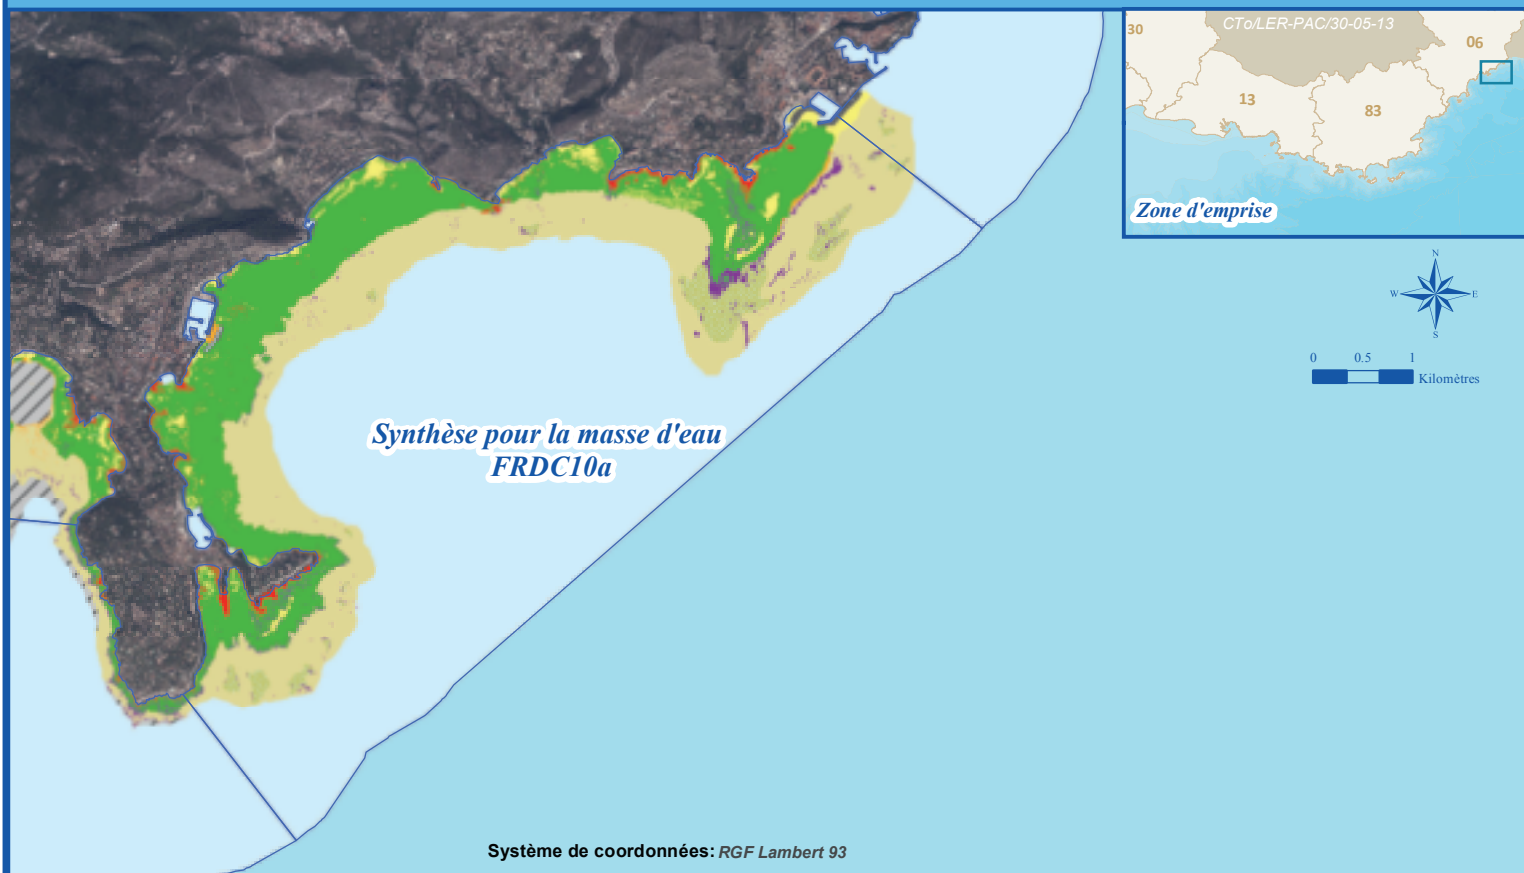 CTo/LER-PAC/30-05-13
30
06
13
83
Zone d'emprise
N
W E
S
0 0.5 1
Kilomètres
Synthèse pour la masse d'eau
FRDC10a
Système de coordonnées: RGF Lambert 93